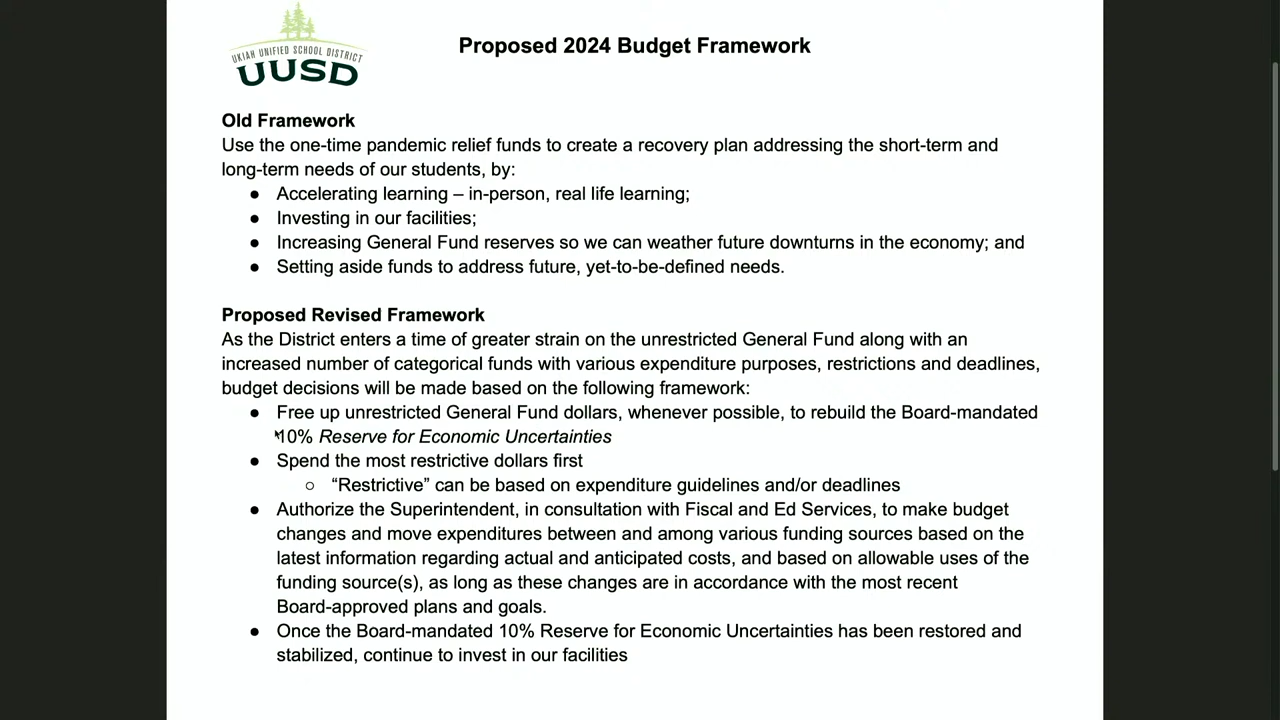 UKIAH UNIFIED SCHOOL DISTRICT
UUSD
Proposed 2024 Budget Framework
Old Framework
Use the one-time pandemic relief funds to create a recovery plan addressing the short-term and
long-term needs of our students, by:
● Accelerating learning – in-person, real life learning;
● Investing in our facilities;
● Increasing General Fund reserves so we can weather future downturns in the economy; and
● Setting aside funds to address future, yet-to-be-defined needs.
Proposed Revised Framework
As the District enters a time of greater strain on the unrestricted General Fund along with an
increased number of categorical funds with various expenditure purposes, restrictions and deadlines,
budget decisions will be made based on the following framework:
● Free up unrestricted General Fund dollars, whenever possible, to rebuild the Board-mandated
10% Reserve for Economic Uncertainties
● Spend the most restrictive dollars first
○ “Restrictive” can be based on expenditure guidelines and/or deadlines
● Authorize the Superintendent, in consultation with Fiscal and Ed Services, to make budget
changes and move expenditures between and among various funding sources based on the
latest information regarding actual and anticipated costs, and based on allowable uses of the
funding source(s), as long as these changes are in accordance with the most recent
Board-approved plans and goals.
● Once the Board-mandated 10% Reserve for Economic Uncertainties has been restored and
stabilized, continue to invest in our facilities